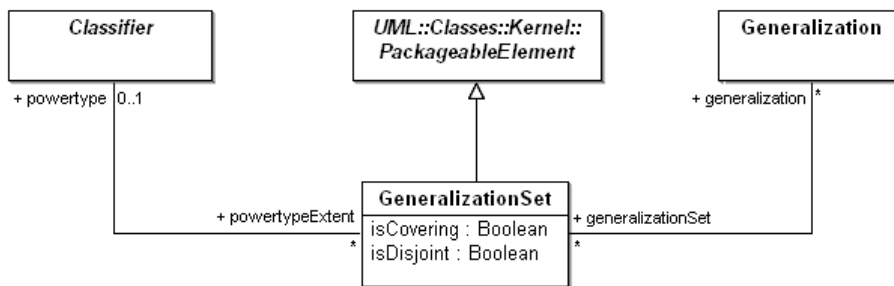 Classifier
UML::Classes::Kernel::
PackageableElement
Generalization
+ powertype
0..1
+ generalization
*
GeneralizationSet
isCovering : Boolean
isDisjoint : Boolean
+ powertypeExtent
*
+ generalizationSet
*